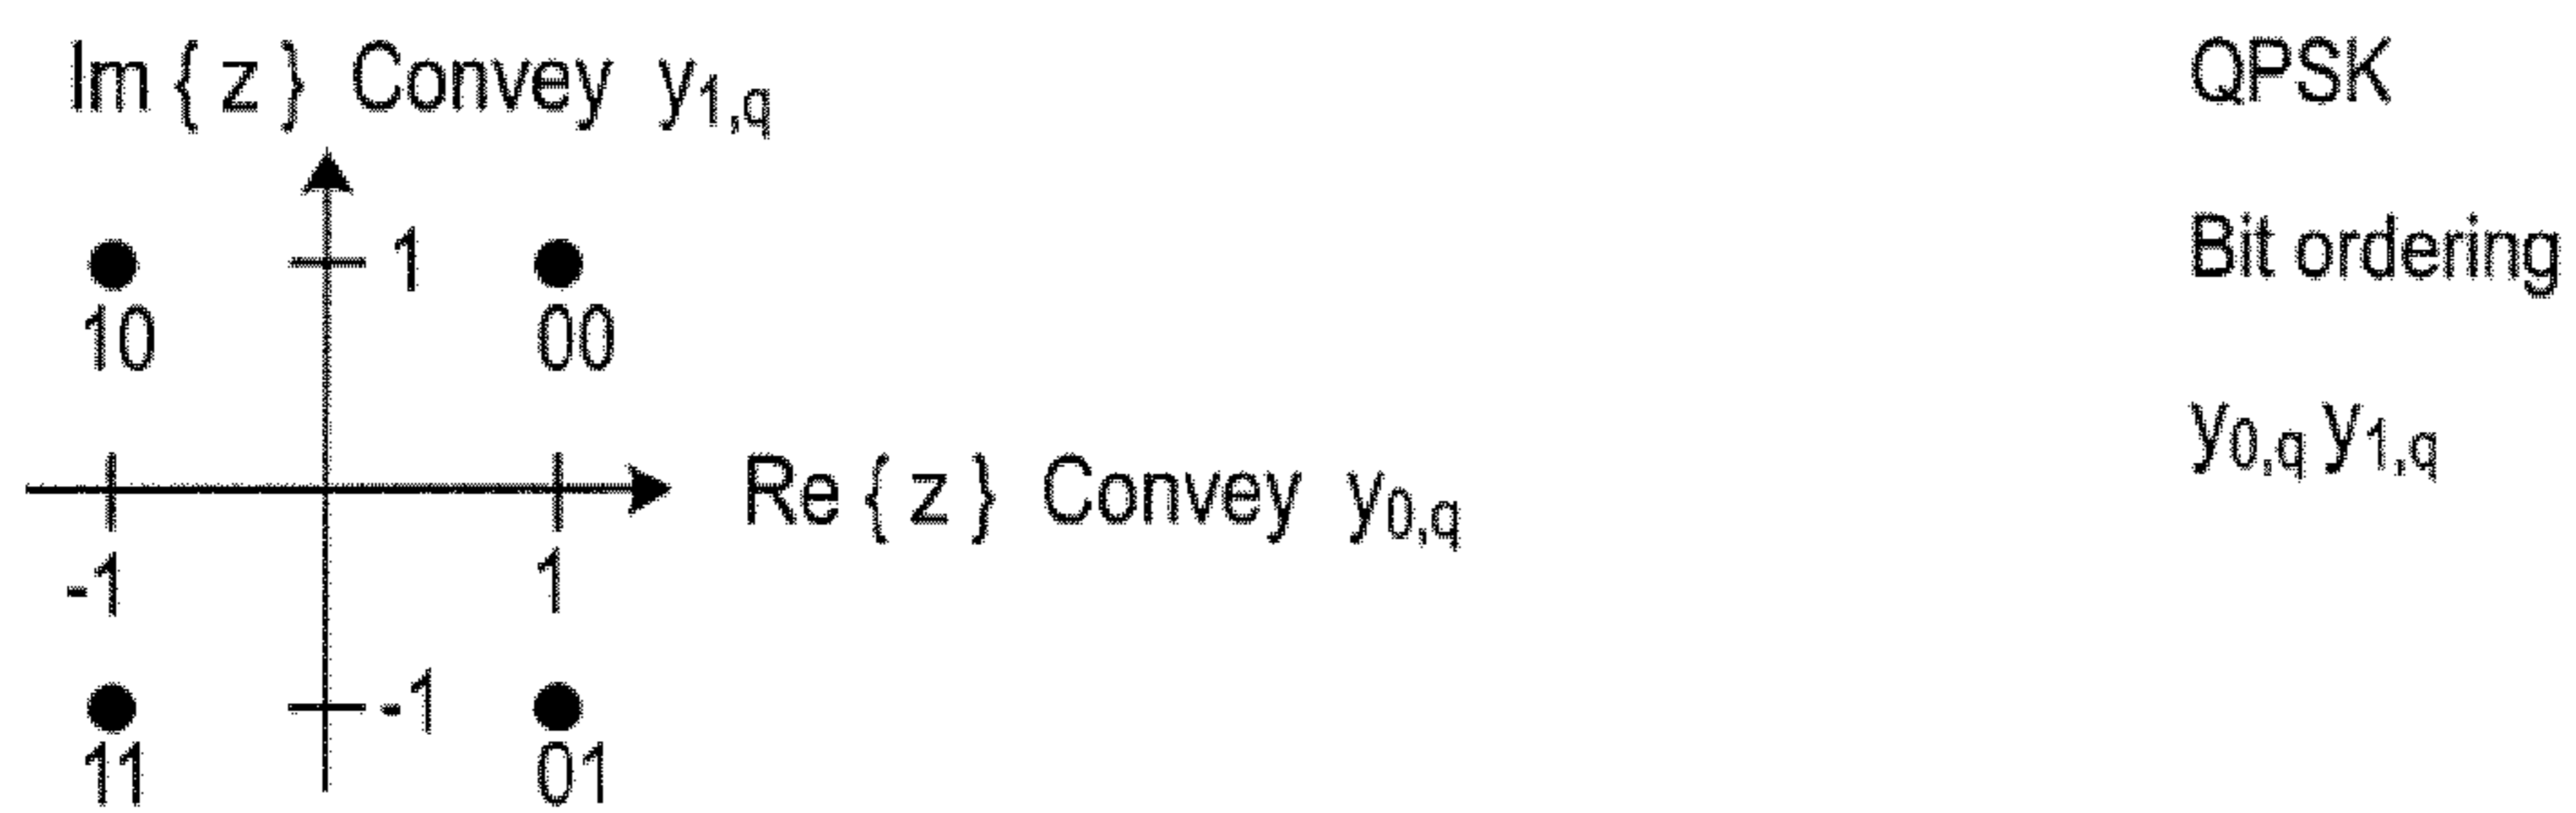 Im { z } Convey y1,q
QPSK
1
Bit ordering
10
00
y0,q y1,q
Re { z } Convey y0,q
-1
1
-1
11
01